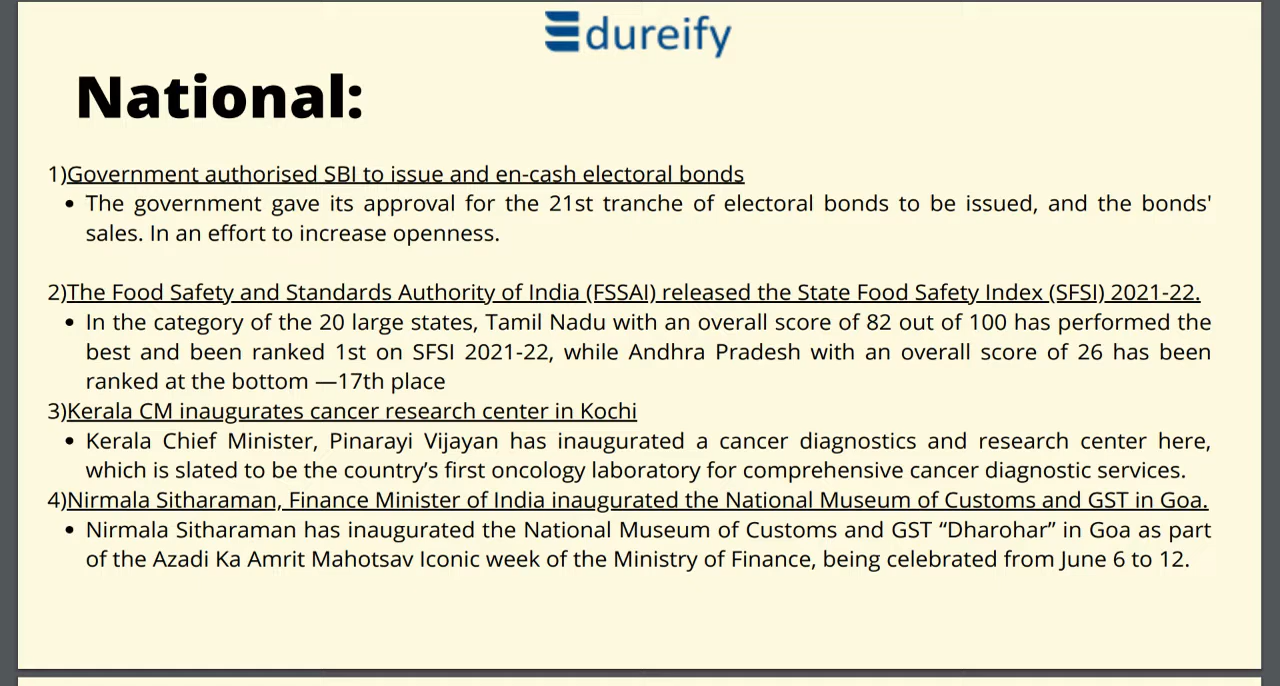 Edureify
National:
1)Government authorised SBI to issue and en-cash electoral bonds
• The government gave its approval for the 21st tranche of electoral bonds to be issued, and the bonds'
sales. In an effort to increase openness.
2)The Food Safety and Standards Authority of India (FSSAI) released the State Food Safety Index (SFSI) 2021-22.
• In the category of the 20 large states, Tamil Nadu with an overall score of 82 out of 100 has performed the
best and been ranked 1st on SFSI 2021-22, while Andhra Pradesh with an overall score of 26 has been
ranked at the bottom —17th place
3)Kerala CM inaugurates cancer research center in Kochi
• Kerala Chief Minister, Pinarayi Vijayan has inaugurated a cancer diagnostics and research center here,
which is slated to be the country’s first oncology laboratory for comprehensive cancer diagnostic services.
4)Nirmala Sitharaman, Finance Minister of India inaugurated the National Museum of Customs and GST in Goa.
• Nirmala Sitharaman has inaugurated the National Museum of Customs and GST “Dharohar” in Goa as part
of the Azadi Ka Amrit Mahotsav Iconic week of the Ministry of Finance, being celebrated from June 6 to 12.